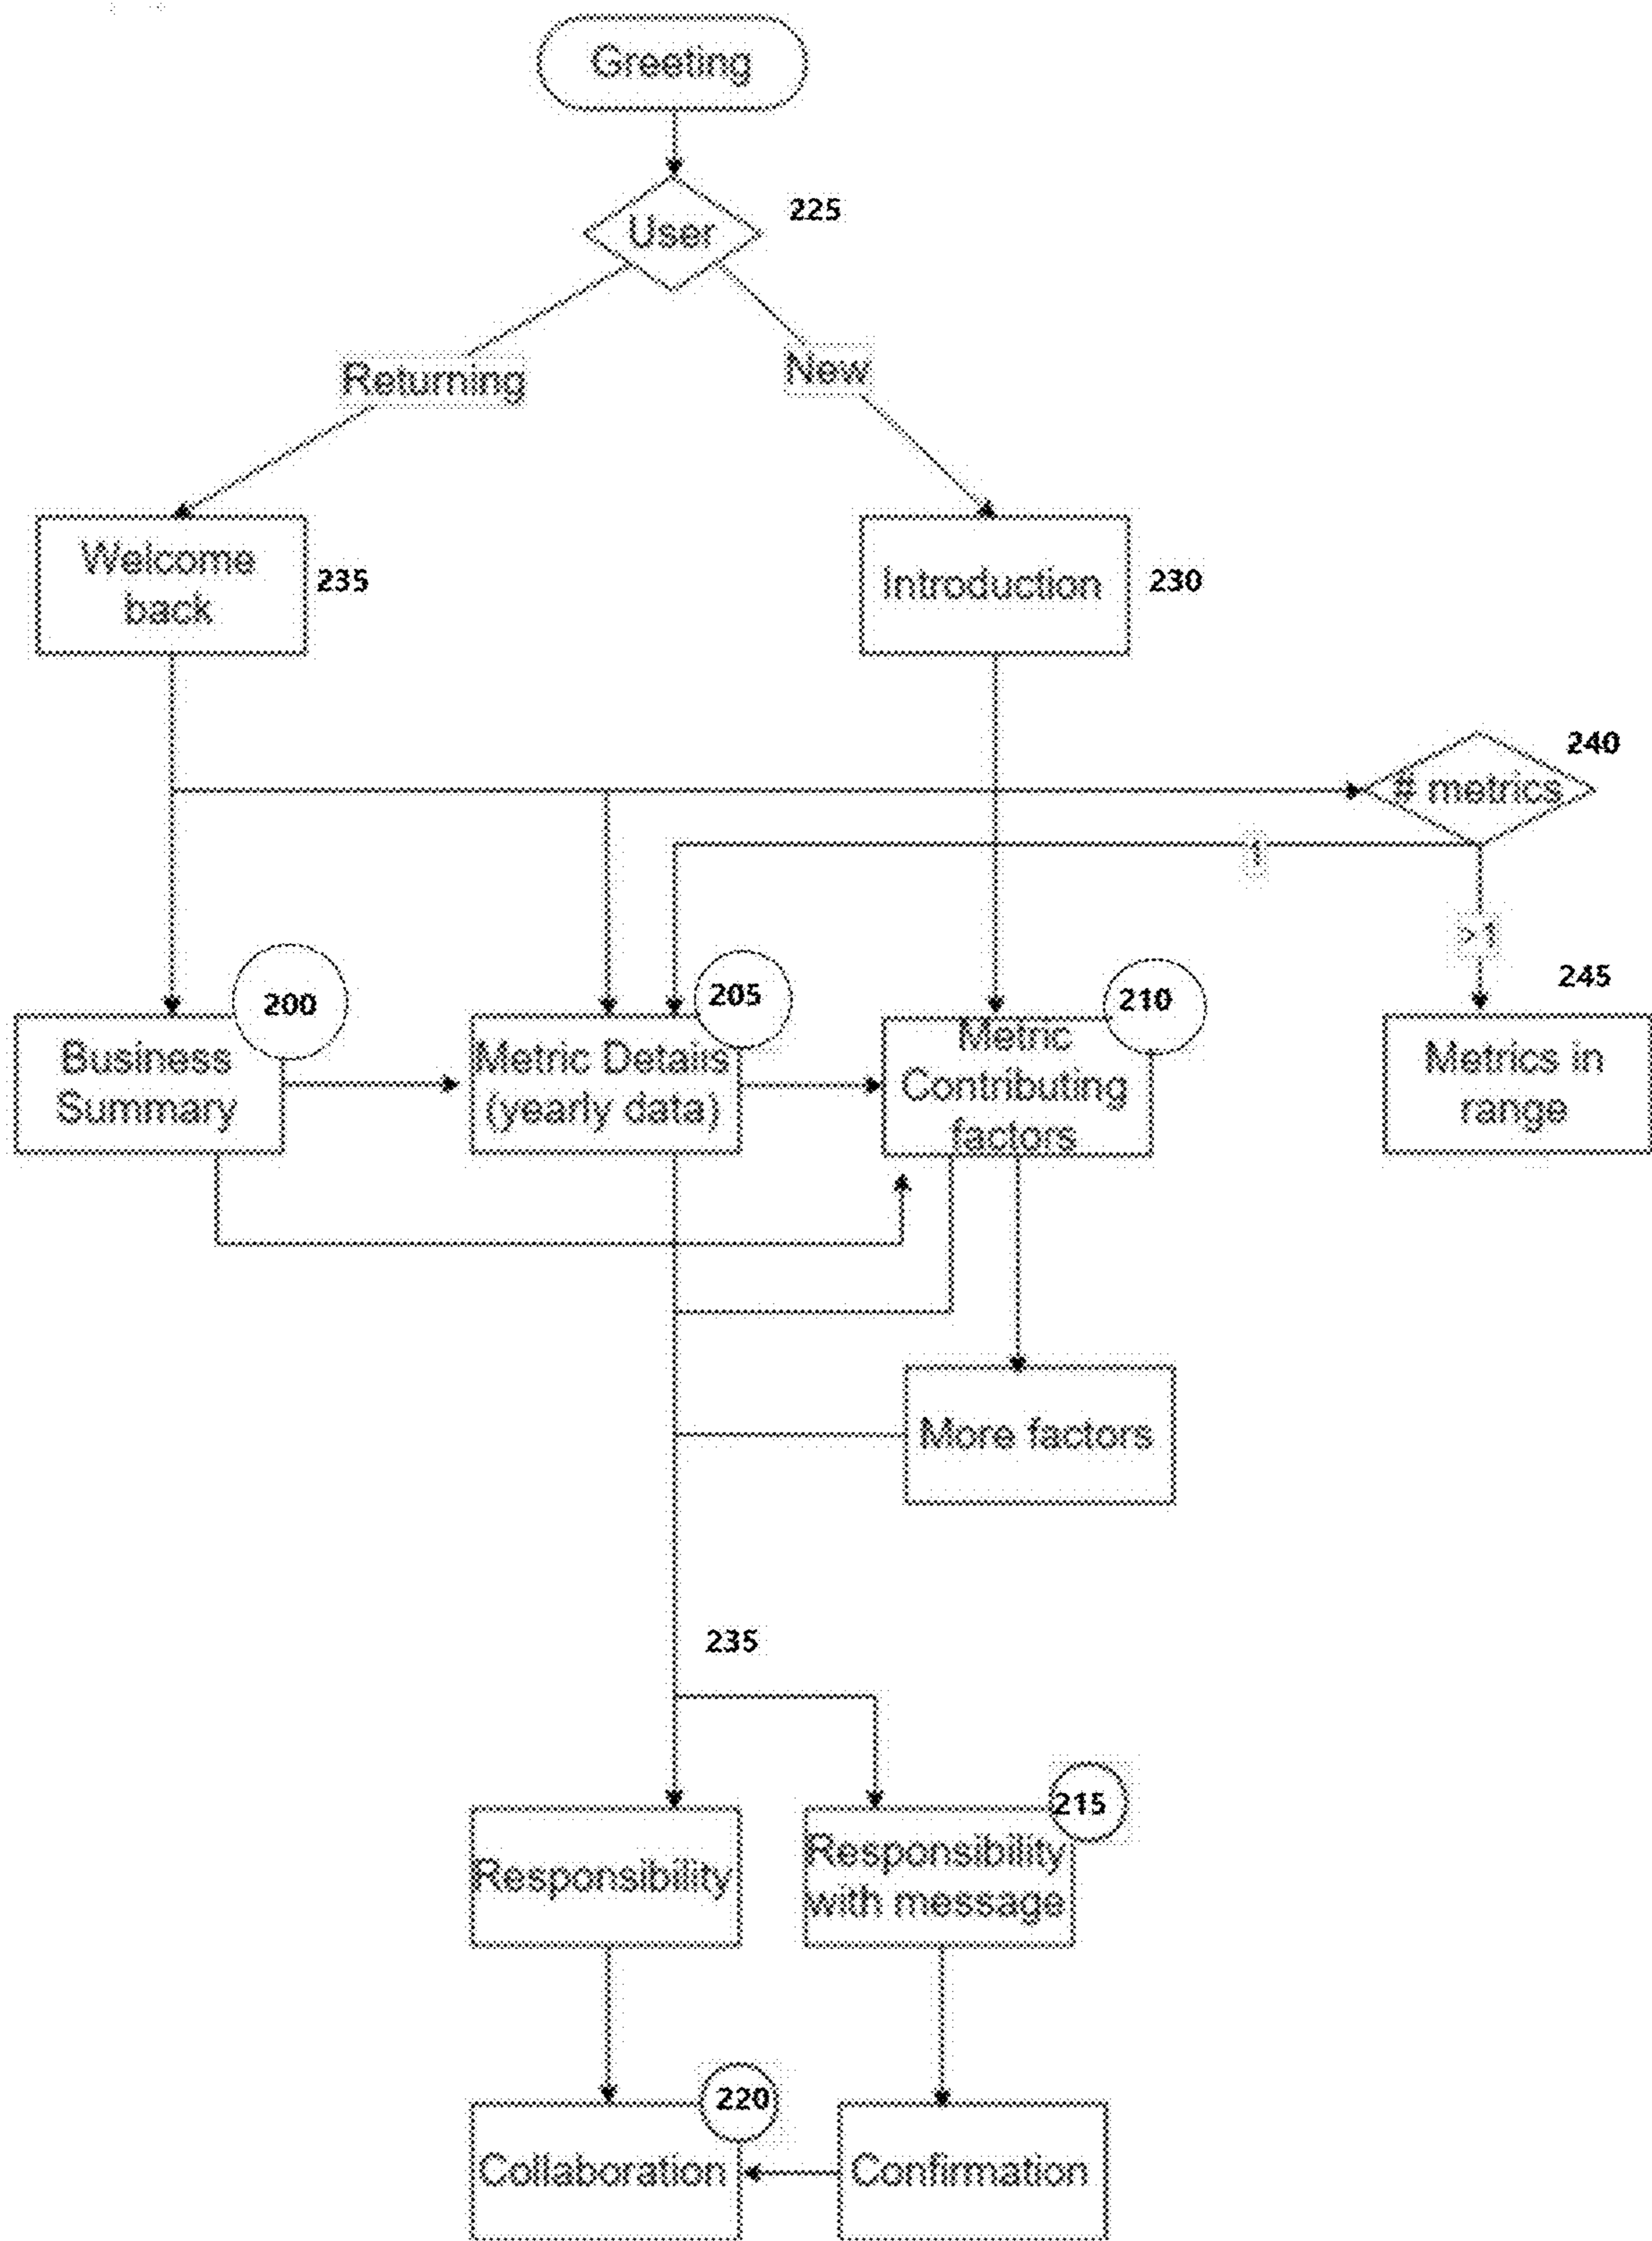 Greeting
User
225
Returning
New
Welcome
back
235
Introduction
230
240
# metrics
1
>1
200
205
210
245
Business
Summary
Metric Details
(yearly data)
Metric
Contributing
factors
Metrics in
range
More factors
235
215
Responsibility
Responsibility
with message
220
Collaboration
Confirmation